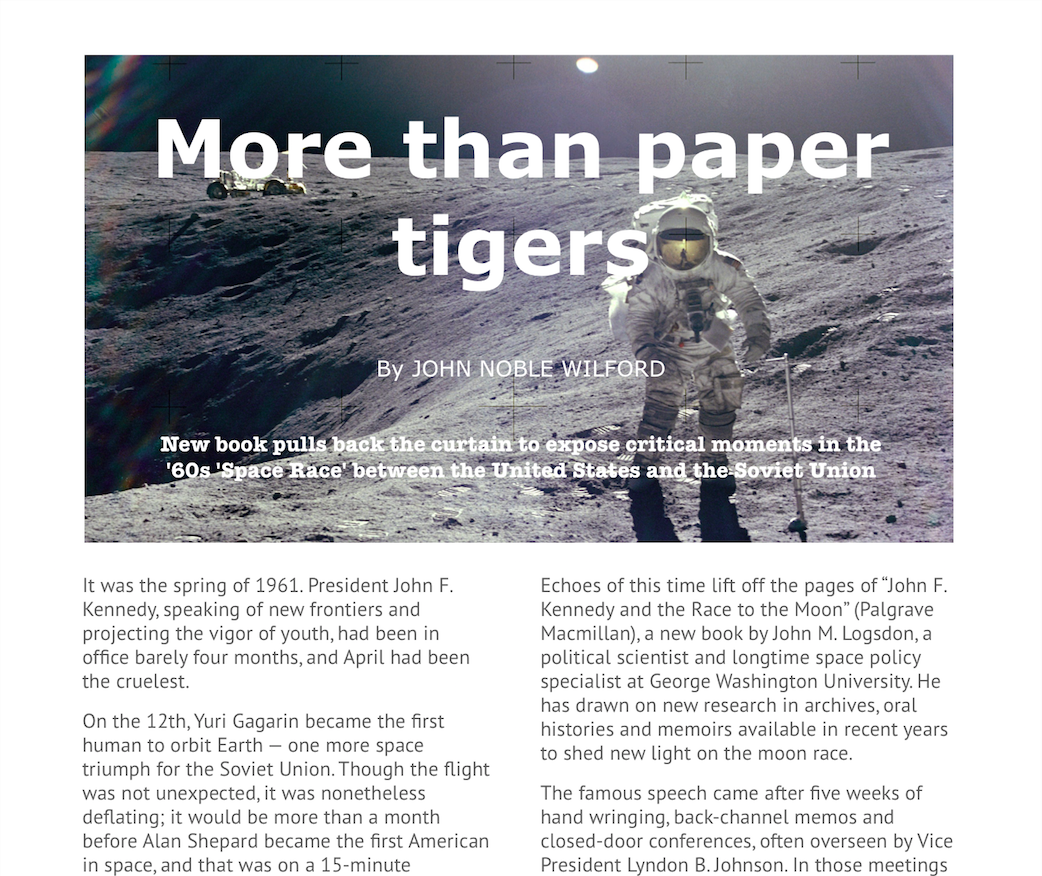 More than paper
tigers
By JOHN NOBLE WILFORD
New book pulls back the curtain to expose critical moments in the
'60s 'Space Race' between the United States and the Soviet Union
It was the spring of 1961. President John F.
Kennedy, speaking of new frontiers and
projecting the vigor of youth, had been in
office barely four months, and April had been
the cruelest.
On the 12th, Yuri Gagarin became the first
human to orbit Earth — one more space
triumph for the Soviet Union. Though the flight
was not unexpected, it was nonetheless
deflating; it would be more than a month
before Alan Shepard became the first American
in space, and that was on a 15-minute
Echoes of this time lift off the pages of “John F.
Kennedy and the Race to the Moon” (Palgrave
Macmillan), a new book by John M. Logsdon, a
political scientist and longtime space policy
specialist at George Washington University. He
has drawn on new research in archives, oral
histories and memoirs available in recent years
to shed new light on the moon race.
The famous speech came after five weeks of
hand wringing, back-channel memos and
closed-door conferences, often overseen by Vice
President Lyndon B. Johnson. In those meetings